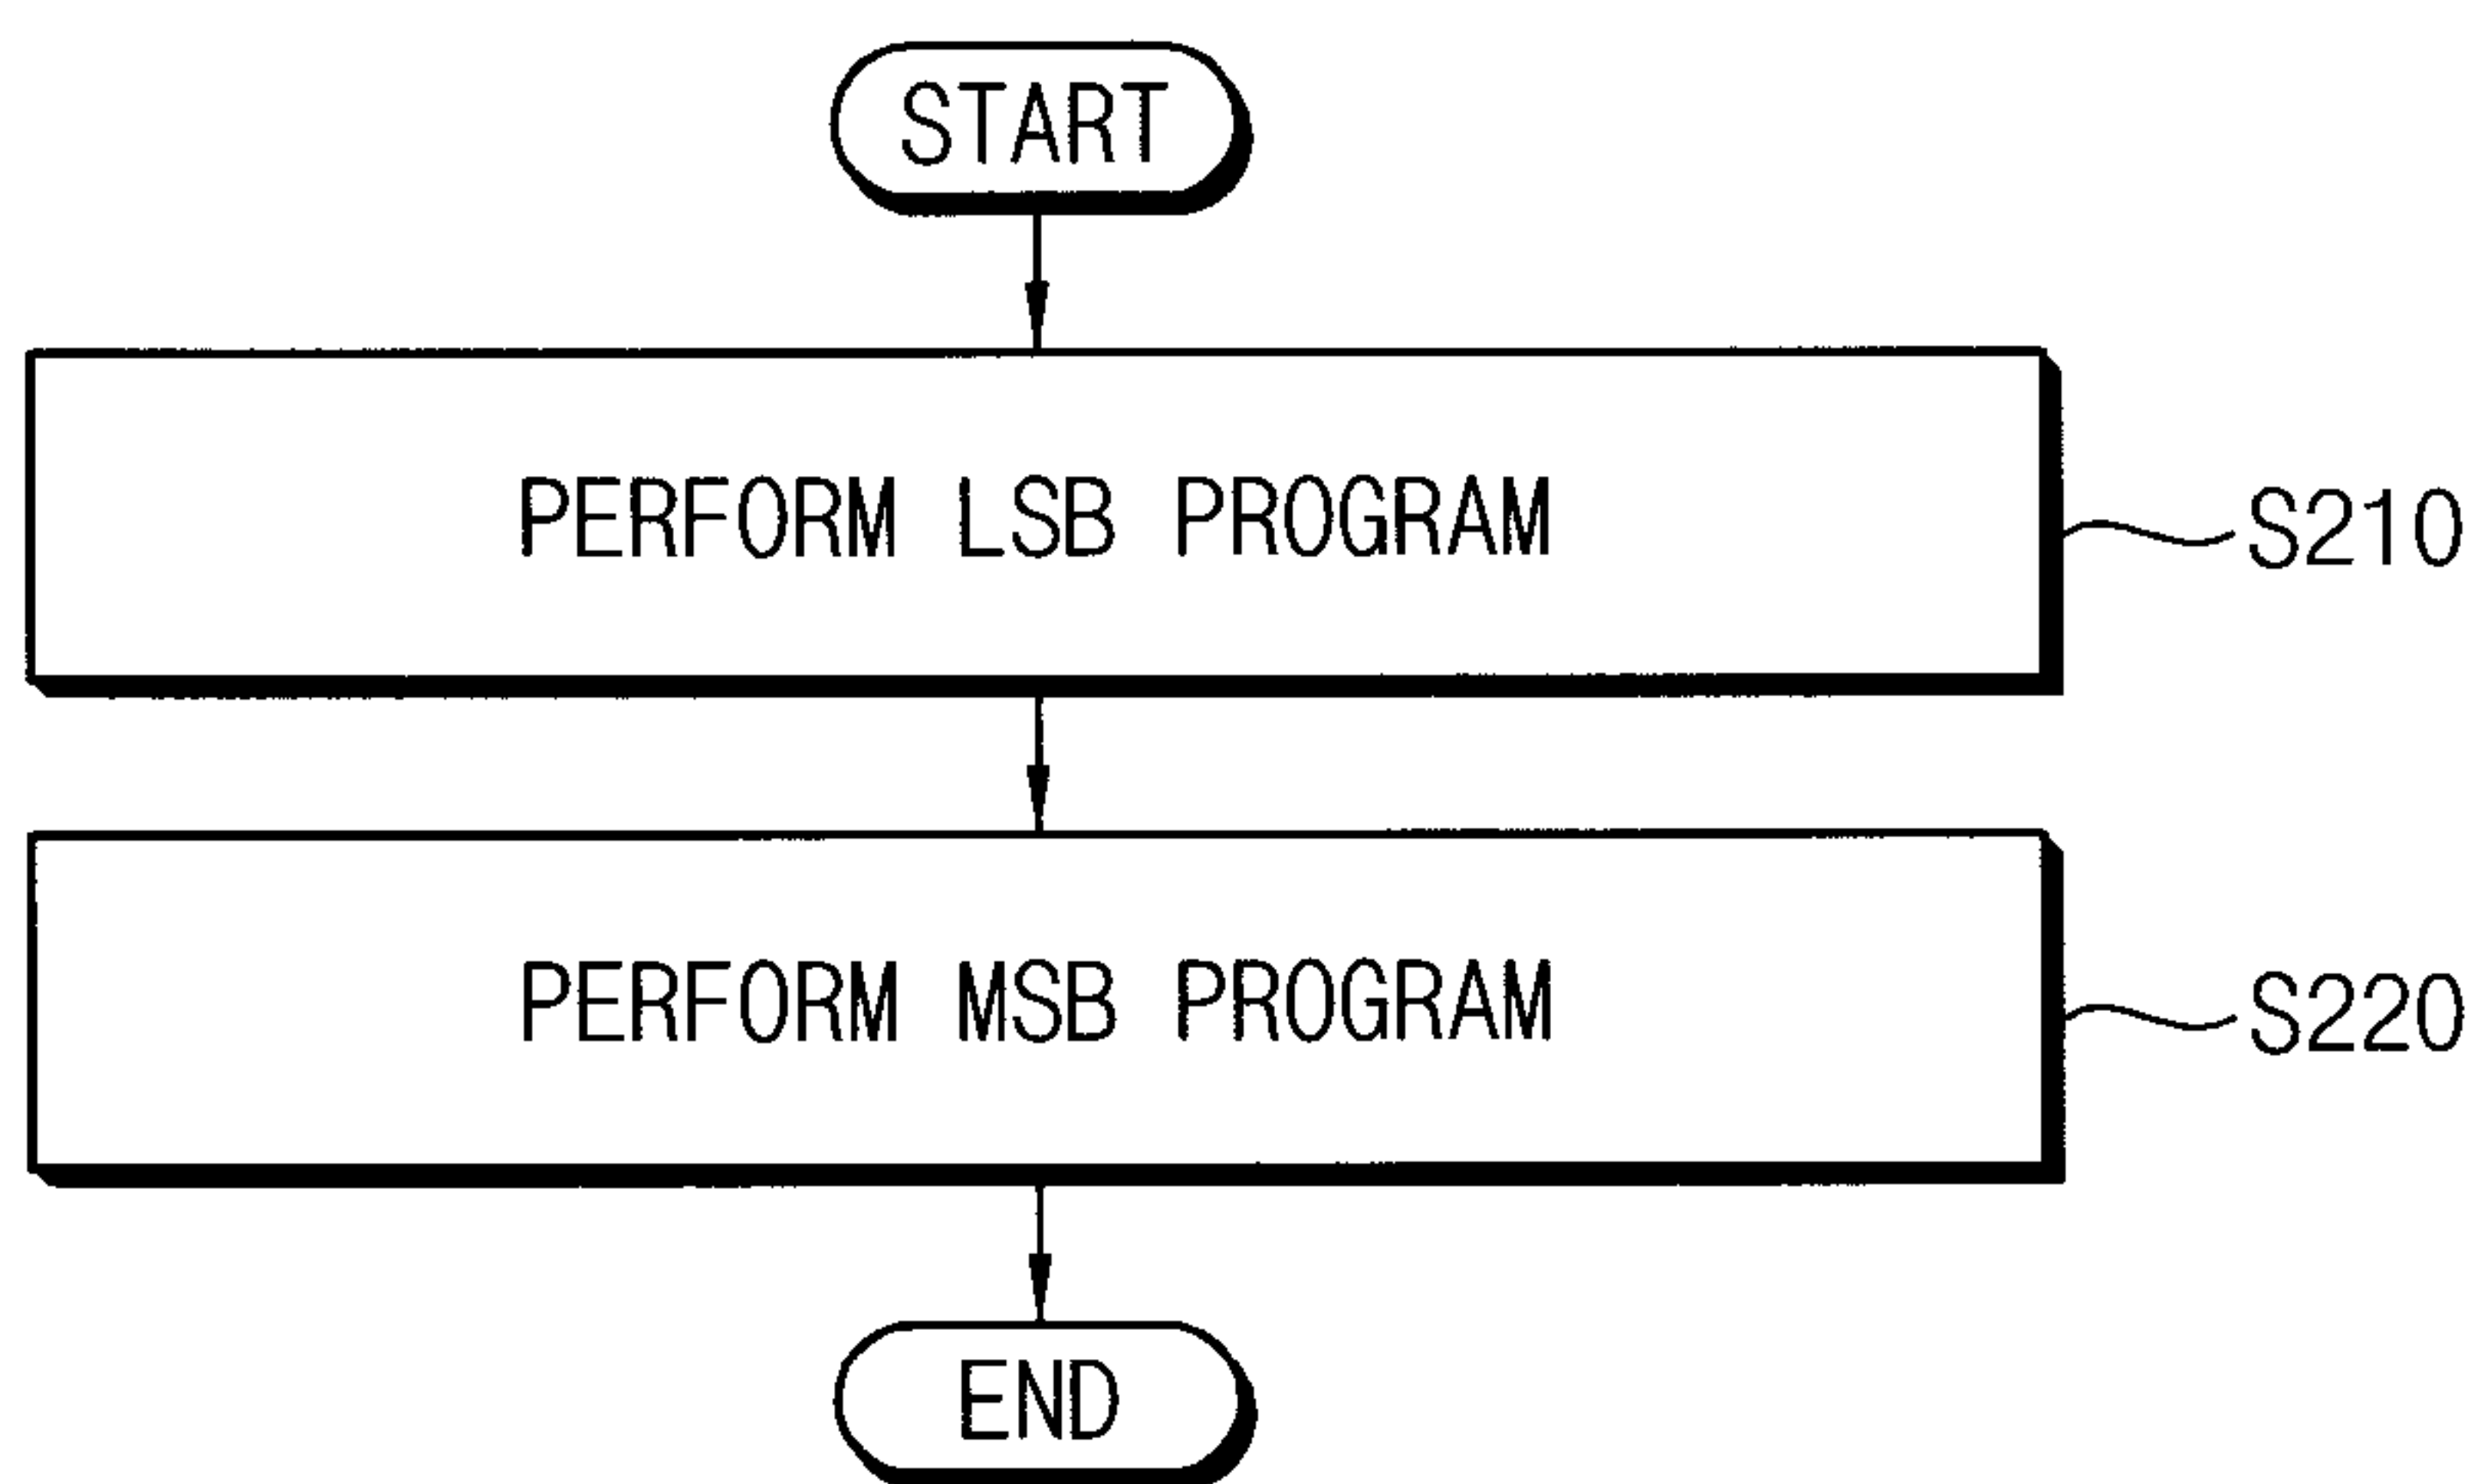 START
PERFORM LSB PROGRAM
S210
PERFORM MSB PROGRAM
S220
END